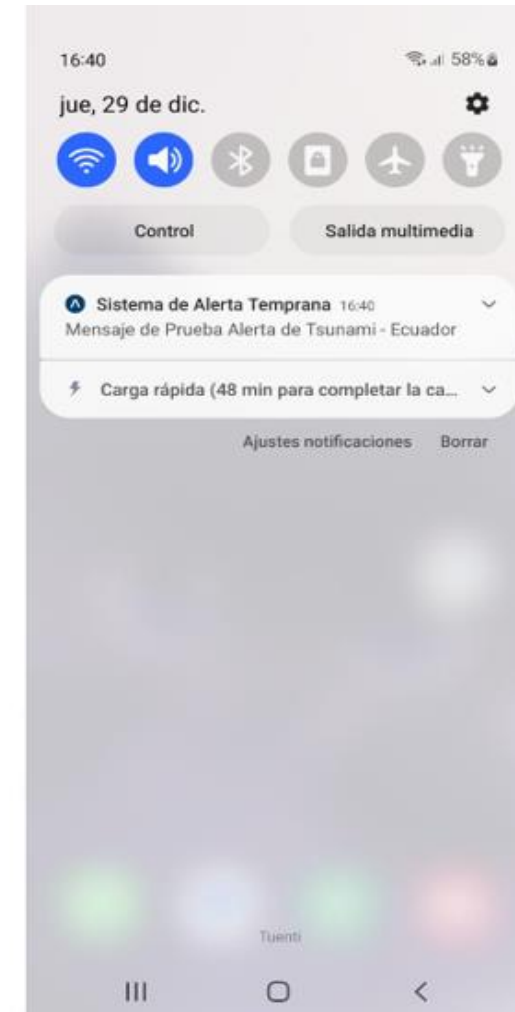 16:40 58%
jue, 29 de dic.
Control Salida multimedia
Sistema de Alerta Temprana 16:40
Mensaje de Prueba Alerta de Tsunami - Ecuador
Carga rápida (48 min para completar la ca...
Ajustes notificaciones Borrar
Tuenti